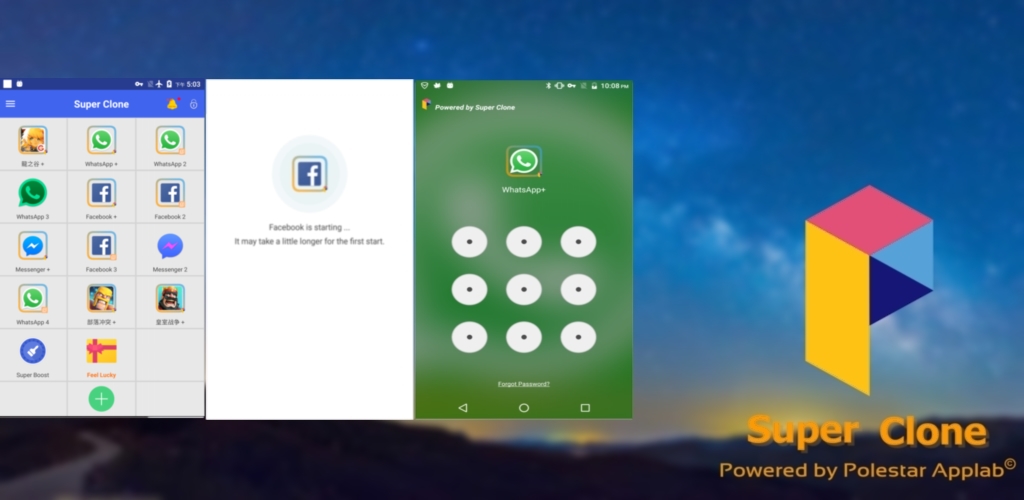 下午 5:03
Super Clone
龍之谷 +
WhatsApp +
WhatsApp 2
WhatsApp 3
Facebook +
Facebook 2
Messenger +
Facebook 3
Messenger 2
WhatsApp 4
部落冲突 +
皇室战争 +
Super Boost
Feel Lucky
Facebook is starting ...
It may take a little longer for the first start.
10:08 PM
Powered by Super Clone
WhatsApp+
Forgot Password?
Super Clone
Powered by Polestar Applab©